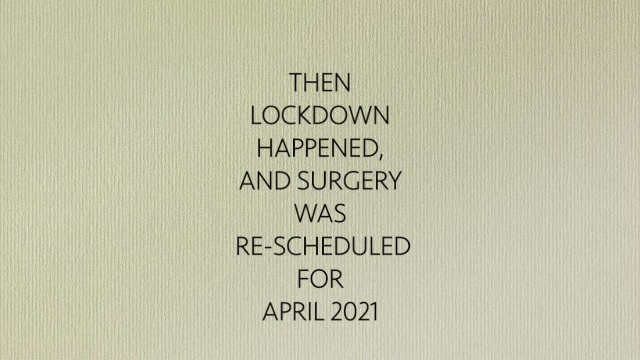 THEN
LOCKDOWN
HAPPENED,
AND SURGERY
WAS
RE-SCHEDULED
FOR
APRIL 2021